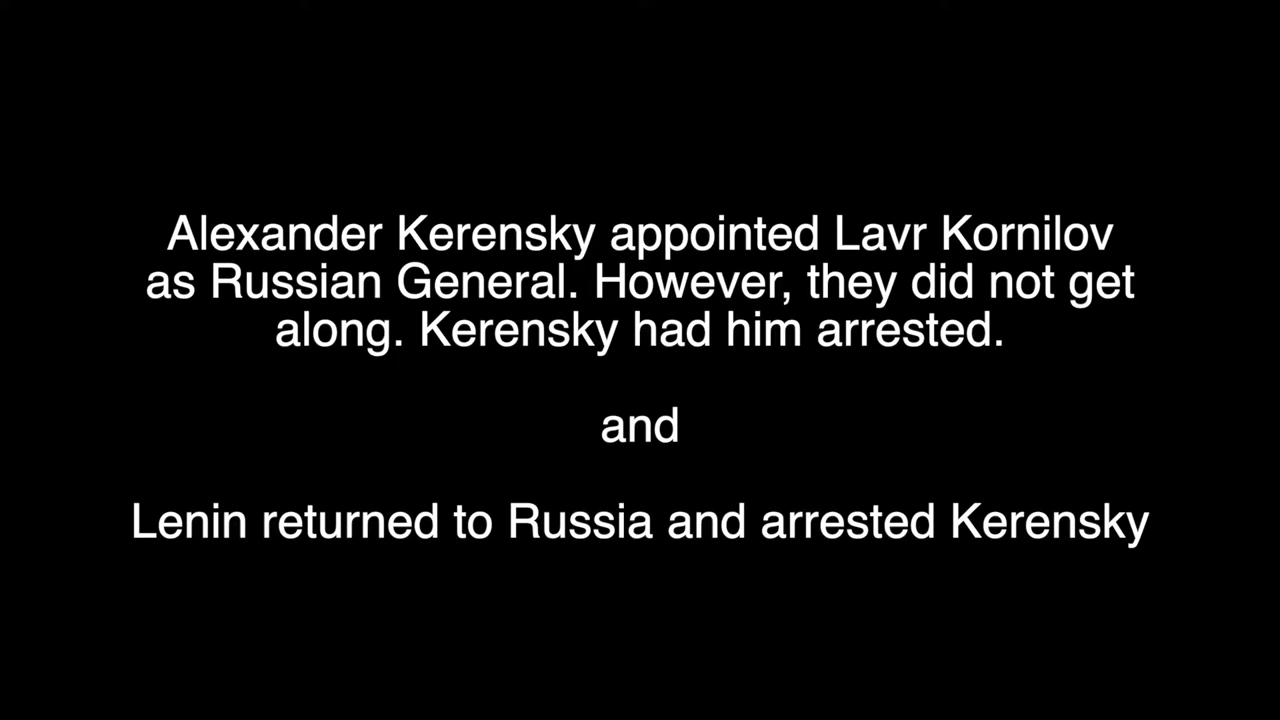 Alexander Kerensky appointed Lavr Kornilov
as Russian General. However, they did not get
along. Kerensky had him arrested.
and
Lenin returned to Russia and arrested Kerensky